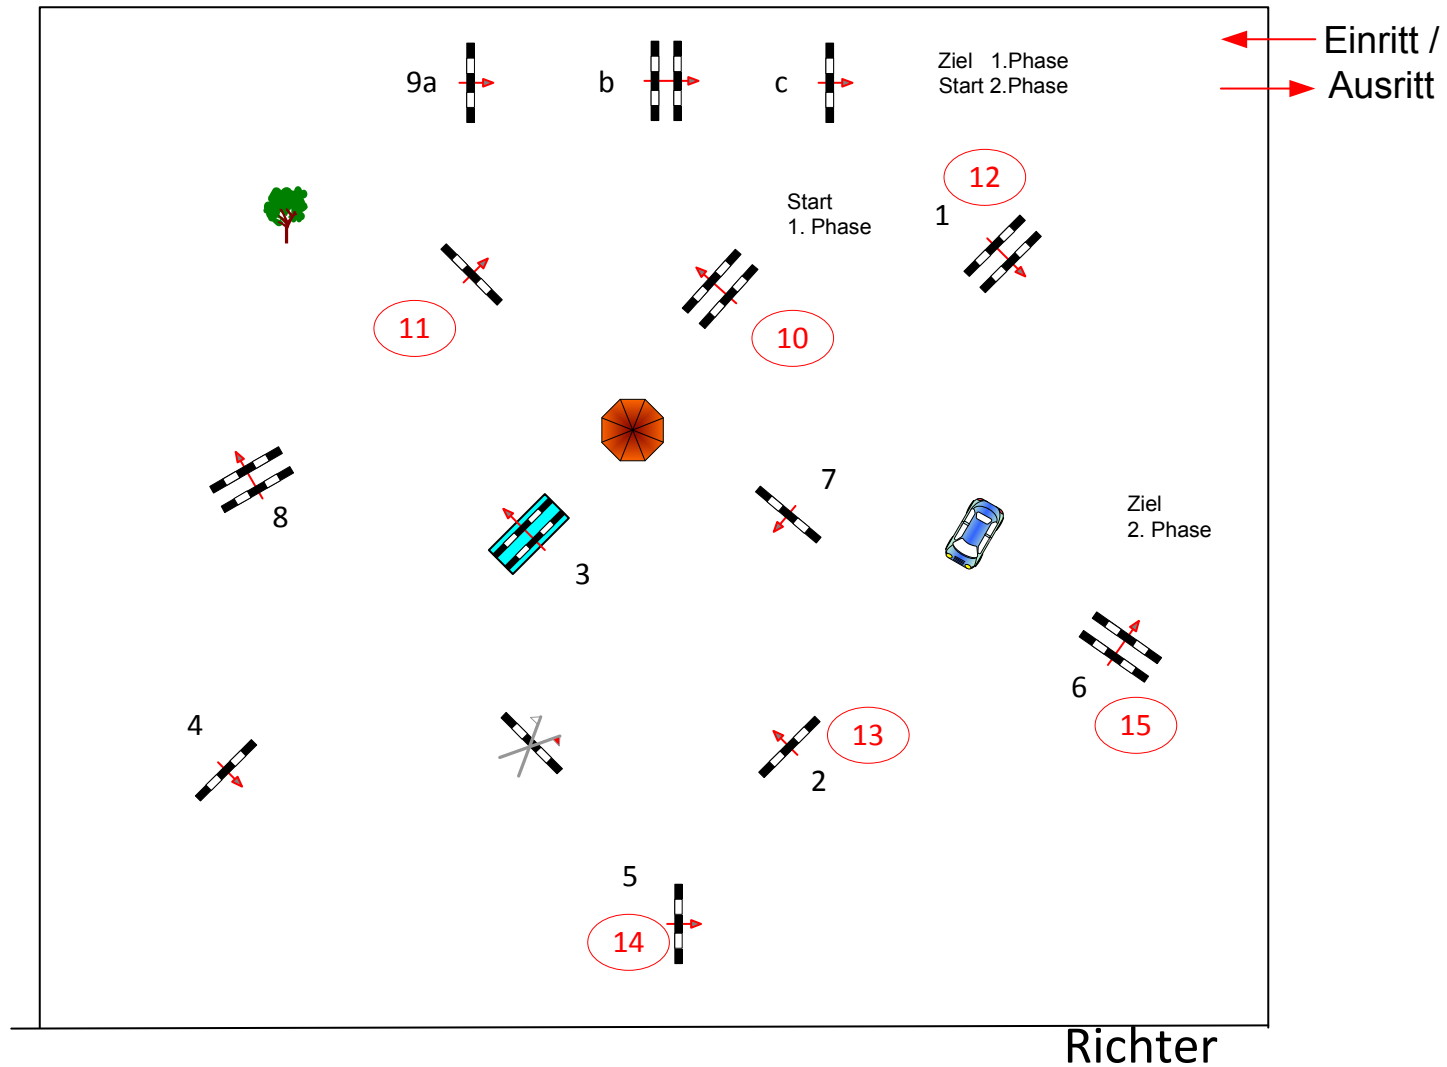 Einritt /
Ausritt
9a
b
c
Ziel 1.Phase
Start 2.Phase
12
1
Start
1. Phase
11
10
7
8
3
Ziel
2. Phase
6
15
4
13
2
5
14
Richter